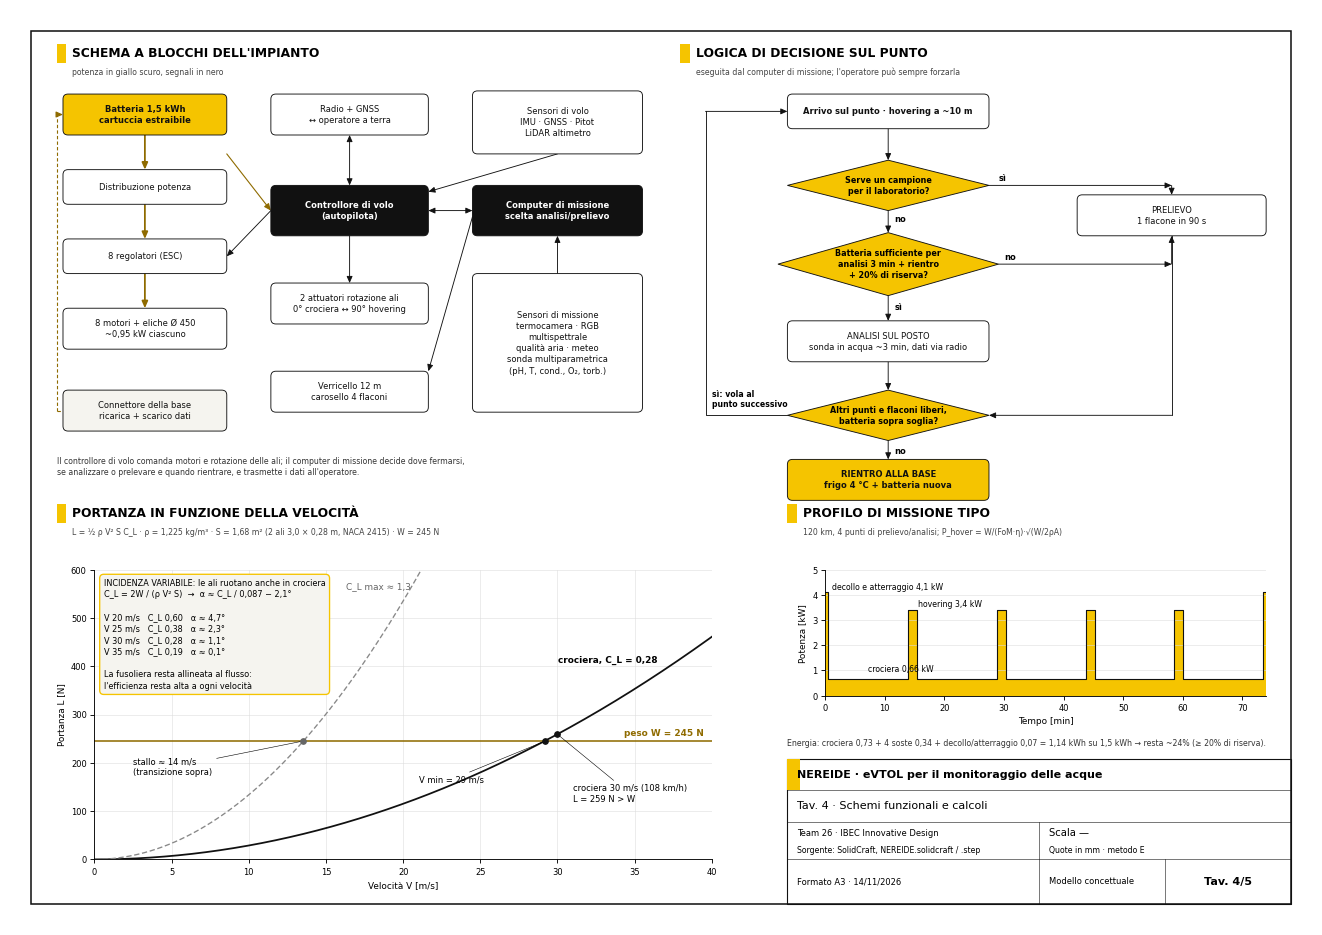 SCHEMA A BLOCCHI DELL'IMPIANTO
potenza in giallo scuro, segnali in nero
Batteria 1,5 kWh
cartuccia estraibile
Distribuzione potenza
8 regolatori (ESC)
8 motori + eliche Ø 450
~0,95 kW ciascuno
Connettore della base
ricarica + scarico dati
Radio + GNSS
↔ operatore a terra
Controllore di volo
(autopilota)
2 attuatori rotazione ali
0° crociera ↔ 90° hovering
Verricello 12 m
carosello 4 flaconi
Sensori di volo
IMU · GNSS · Pitot
LiDAR altimetro
Computer di missione
scelta analisi/prelievo
Sensori di missione
termocamera · RGB
multispettrale
qualità aria · meteo
sonda multiparametrica
(pH, T, cond., O₂, torb.)
Il controllore di volo comanda motori e rotazione delle ali; il computer di missione decide dove fermarsi,
se analizzare o prelevare e quando rientrare, e trasmette i dati all'operatore.
LOGICA DI DECISIONE SUL PUNTO
eseguita dal computer di missione; l'operatore può sempre forzarla
Arrivo sul punto · hovering a ~10 m
Serve un campione
per il laboratorio?
sì
no
PRELIEVO
1 flacone in 90 s
Batteria sufficiente per
analisi 3 min + rientro
+ 20% di riserva?
no
sì
ANALISI SUL POSTO
sonda in acqua ~3 min, dati via radio
sì: vola al
punto successivo
Altri punti e flaconi liberi,
batteria sopra soglia?
no
RIENTRO ALLA BASE
frigo 4 °C + batteria nuova
PORTANZA IN FUNZIONE DELLA VELOCITÀ
L = ½ ρ V² S C_L · ρ = 1,225 kg/m³ · S = 1,68 m² (2 ali 3,0 × 0,28 m, NACA 2415) · W = 245 N
INCIDENZA VARIABILE: le ali ruotano anche in crociera
C_L = 2W / (ρ V² S) → α ≈ C_L / 0,087 − 2,1°
V 20 m/s C_L 0,60 α ≈ 4,7°
V 25 m/s C_L 0,38 α ≈ 2,3°
V 30 m/s C_L 0,28 α ≈ 1,1°
V 35 m/s C_L 0,19 α ≈ 0,1°
La fusoliera resta allineata al flusso:
l'efficienza resta alta a ogni velocità
C_L max ≈ 1,3
crociera, C_L = 0,28
peso W = 245 N
stallo ≈ 14 m/s
(transizione sopra)
V min = 29 m/s
crociera 30 m/s (108 km/h)
L = 259 N > W
Portanza L [N]
600
500
400
300
200
100
0
0 5 10 15 20 25 30 35 40
Velocità V [m/s]
PROFILO DI MISSIONE TIPO
120 km, 4 punti di prelievo/analisi; P_hover = W/(FoM·η)·√(W/2ρA)
decollo e atterraggio 4,1 kW
hovering 3,4 kW
crociera 0,66 kW
Potenza [kW]
5
4
3
2
1
0
0 10 20 30 40 50 60 70
Tempo [min]
Energia: crociera 0,73 + 4 soste 0,34 + decollo/atterraggio 0,07 = 1,14 kWh su 1,5 kWh → resta ~24% (≥ 20% di riserva).
NEREIDE · eVTOL per il monitoraggio delle acque
Tav. 4 · Schemi funzionali e calcoli
Team 26 · IBEC Innovative Design
Sorgente: SolidCraft, NEREIDE.solidcraft / .step
Scala —
Quote in mm · metodo E
Formato A3 · 14/11/2026
Modello concettuale
Tav. 4/5